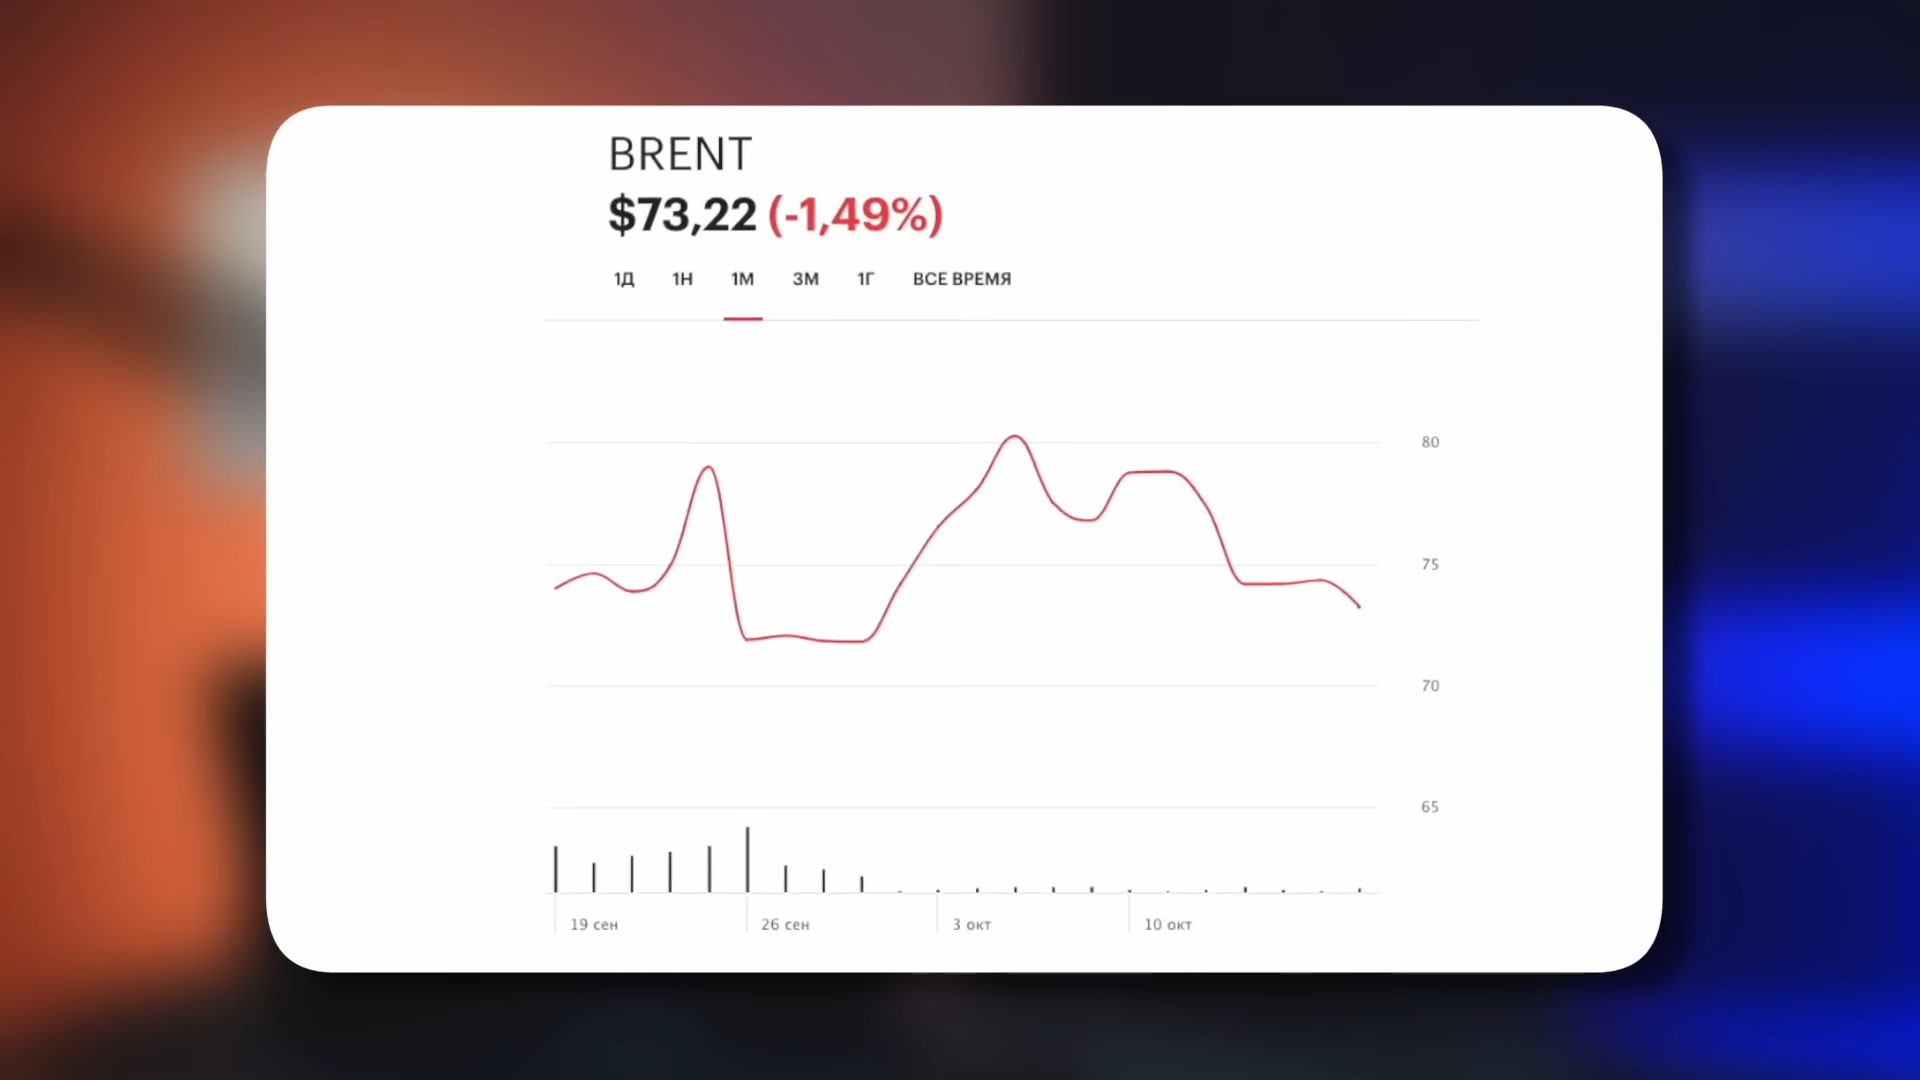 BRENT
$73,22 (-1,49%)
1Д 1Н 1М 3М 1Г ВСЕ ВРЕМЯ
80
75
70
65
19 сен 26 сен 3 окт 10 окт